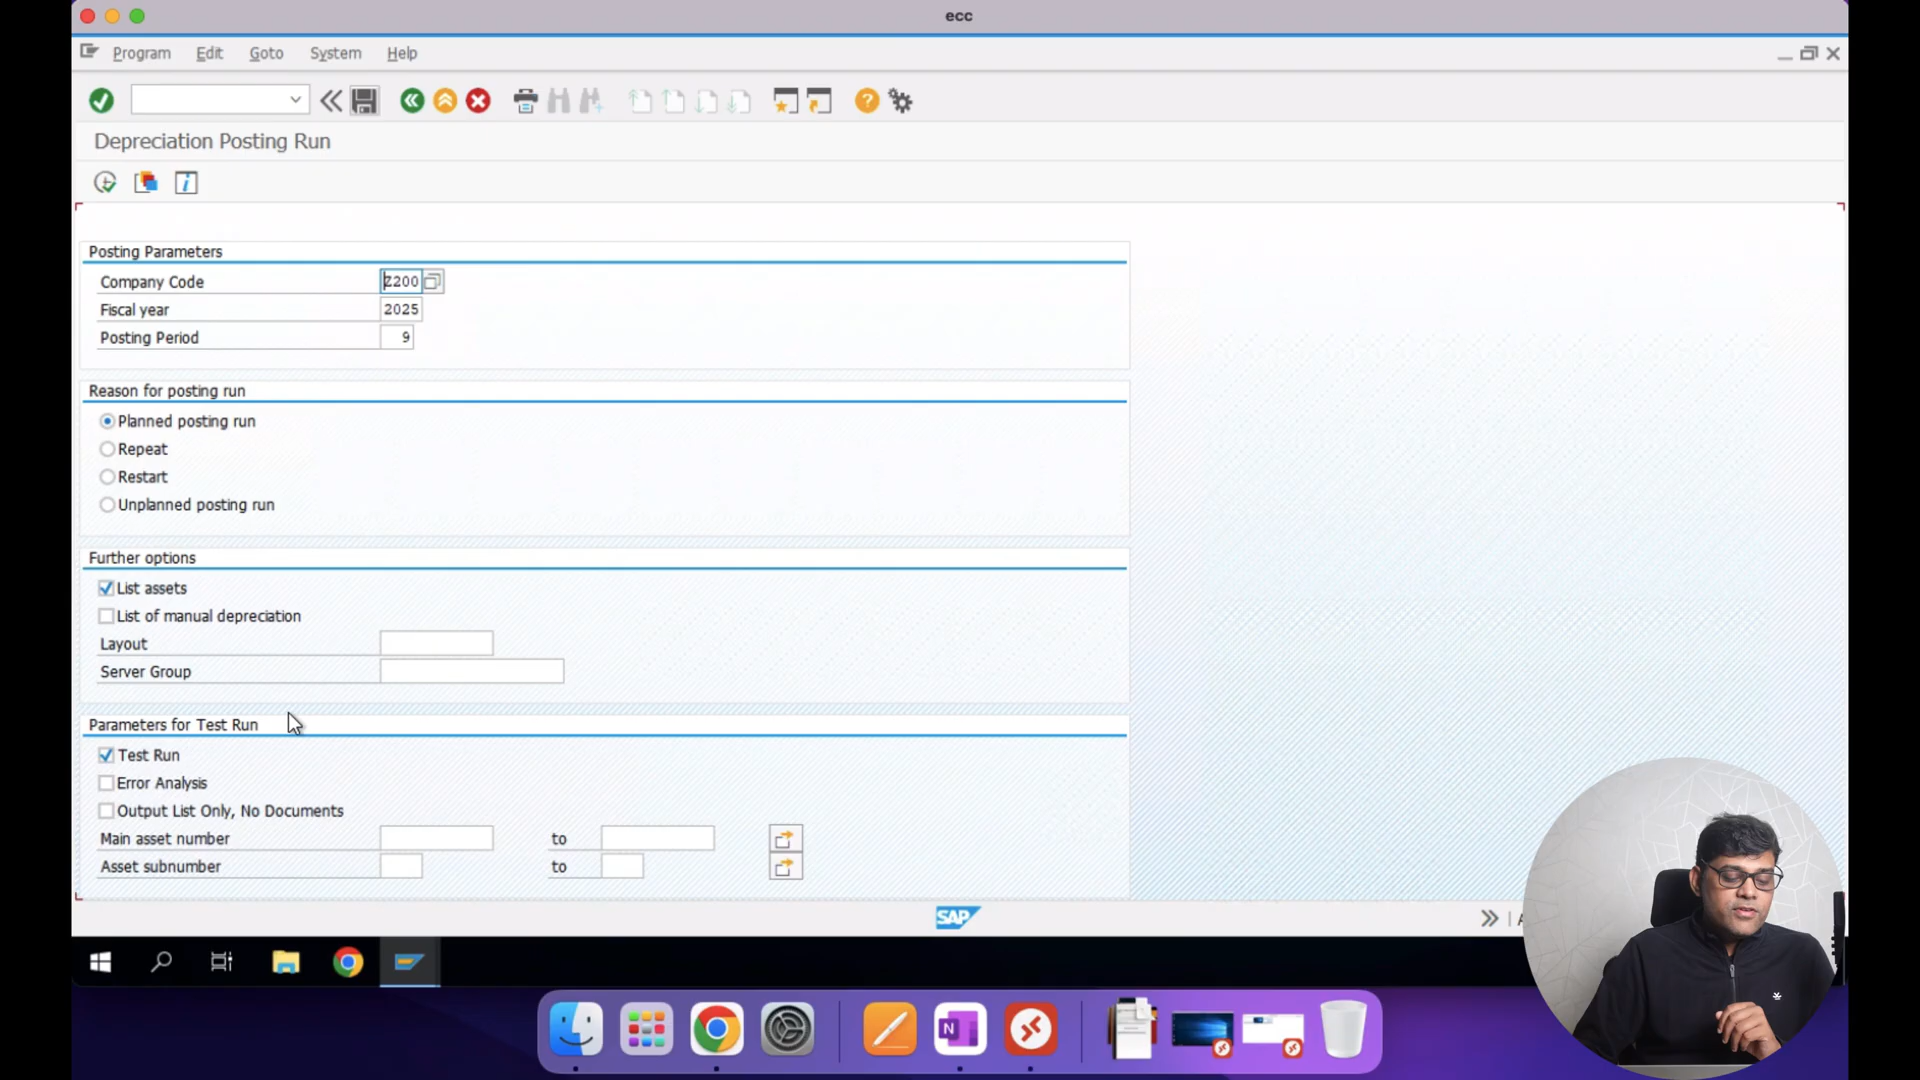 ecc
Program Edit Goto System Help
Depreciation Posting Run
Posting Parameters
Company Code Z200
Fiscal year 2025
Posting Period 9
Reason for posting run
Planned posting run
Repeat
Restart
Unplanned posting run
Further options
List assets
List of manual depreciation
Layout
Server Group
Parameters for Test Run
Test Run
Error Analysis
Output List Only, No Documents
Main asset number to
Asset subnumber to
SAP